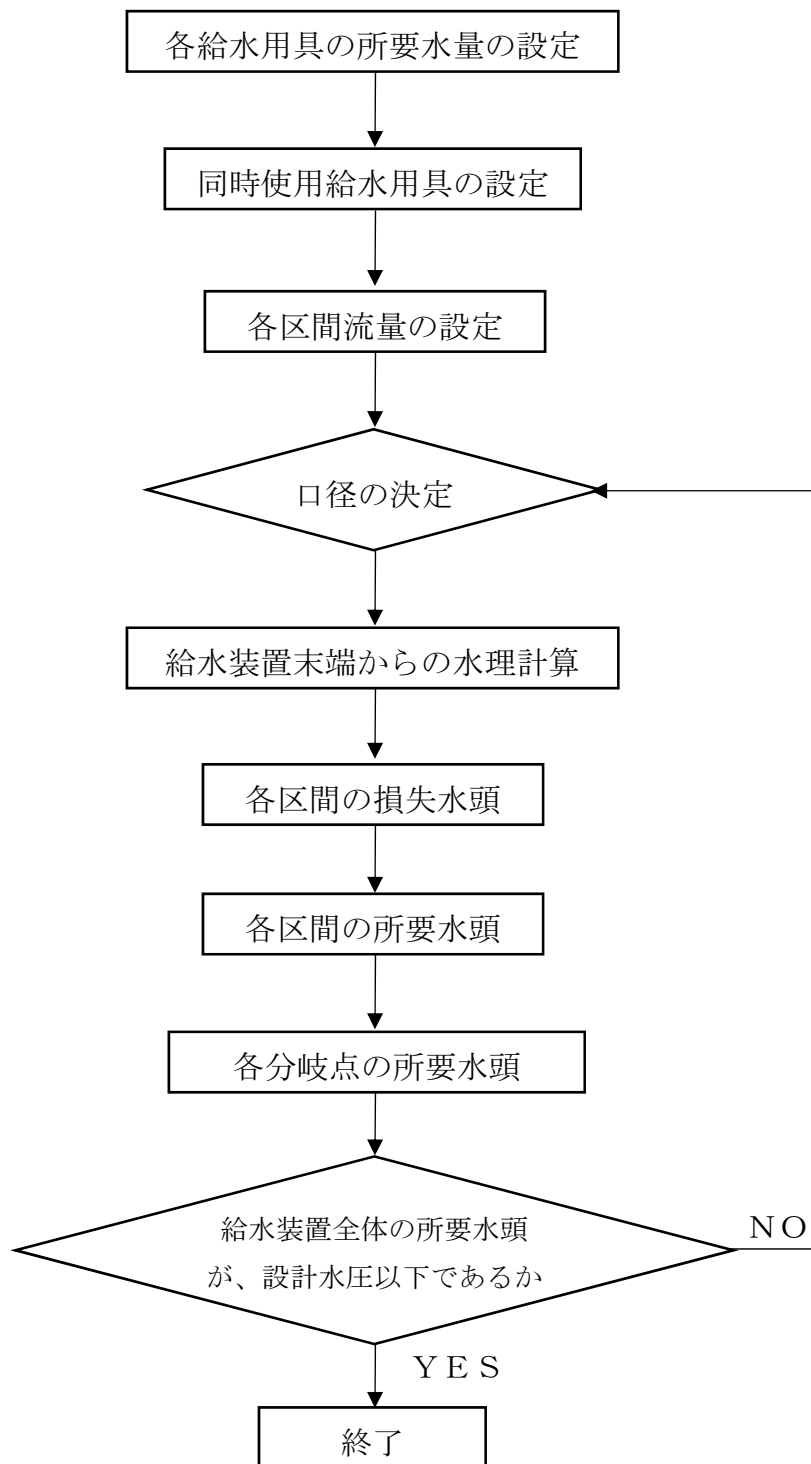 各給水用具の所要水量の設定
同時使用給水用具の設定
各区間流量の設定
口径の決定
給水装置末端からの水理計算
各区間の損失水頭
各区間の所要水頭
各分岐点の所要水頭
給水装置全体の所要水頭
が、設計水圧以下であるか
ＮＯ
ＹＥＳ
終了